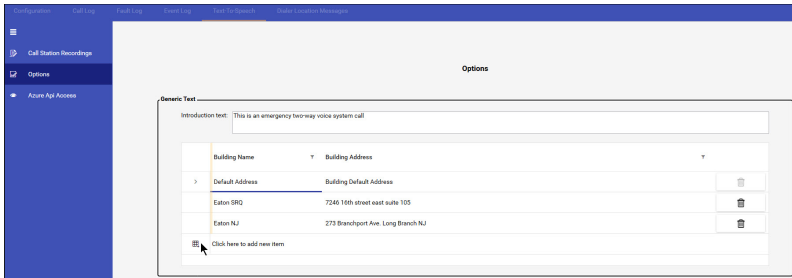 Configuration Call Log Fault Log Event Log Text-To-Speech Dialer Location Messages
Call Station Recordings
Options
Azure Api Access
Options
Generic Text
Introduction text: This is an emergency two-way voice system call
Building Name Building Address
Default Address Building Default Address
Eaton SRQ 7246 16th street east suite 105
Eaton NJ 273 Branchport Ave. Long Branch NJ
Click here to add new item